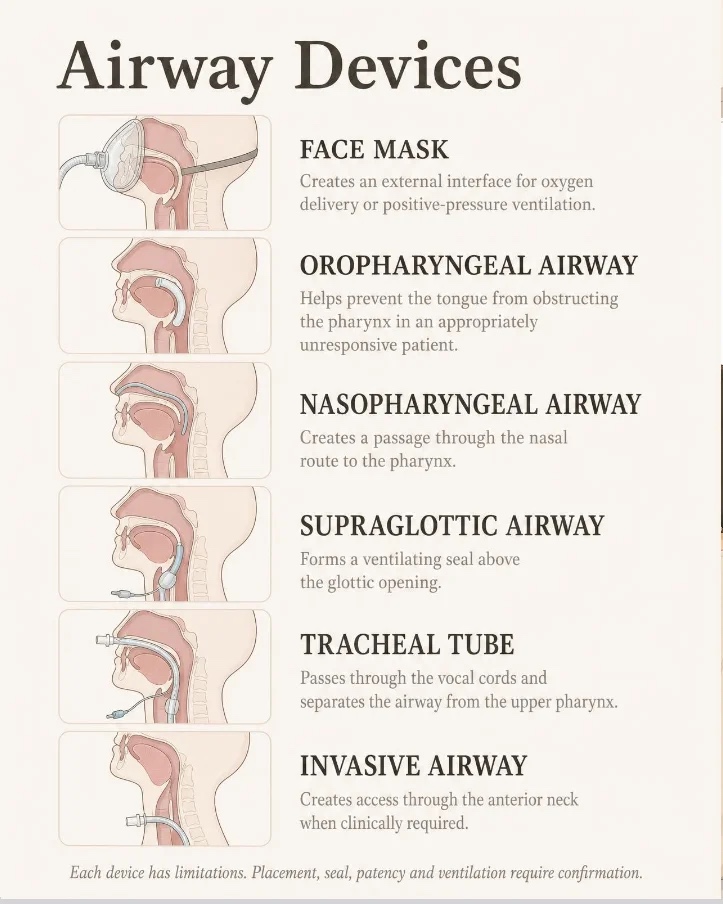 Airway Devices
FACE MASK
Creates an external interface for oxygen
delivery or positive-pressure ventilation.
OROPHARYNGEAL AIRWAY
Helps prevent the tongue from obstructing
the pharynx in an appropriately
unresponsive patient.
NASOPHARYNGEAL AIRWAY
Creates a passage through the nasal
route to the pharynx.
SUPRAGLOTTIC AIRWAY
Forms a ventilating seal above
the glottic opening.
TRACHEAL TUBE
Passes through the vocal cords and
separates the airway from the upper pharynx.
INVASIVE AIRWAY
Creates access through the anterior neck
when clinically required.
Each device has limitations. Placement, seal, patency and ventilation require confirmation.